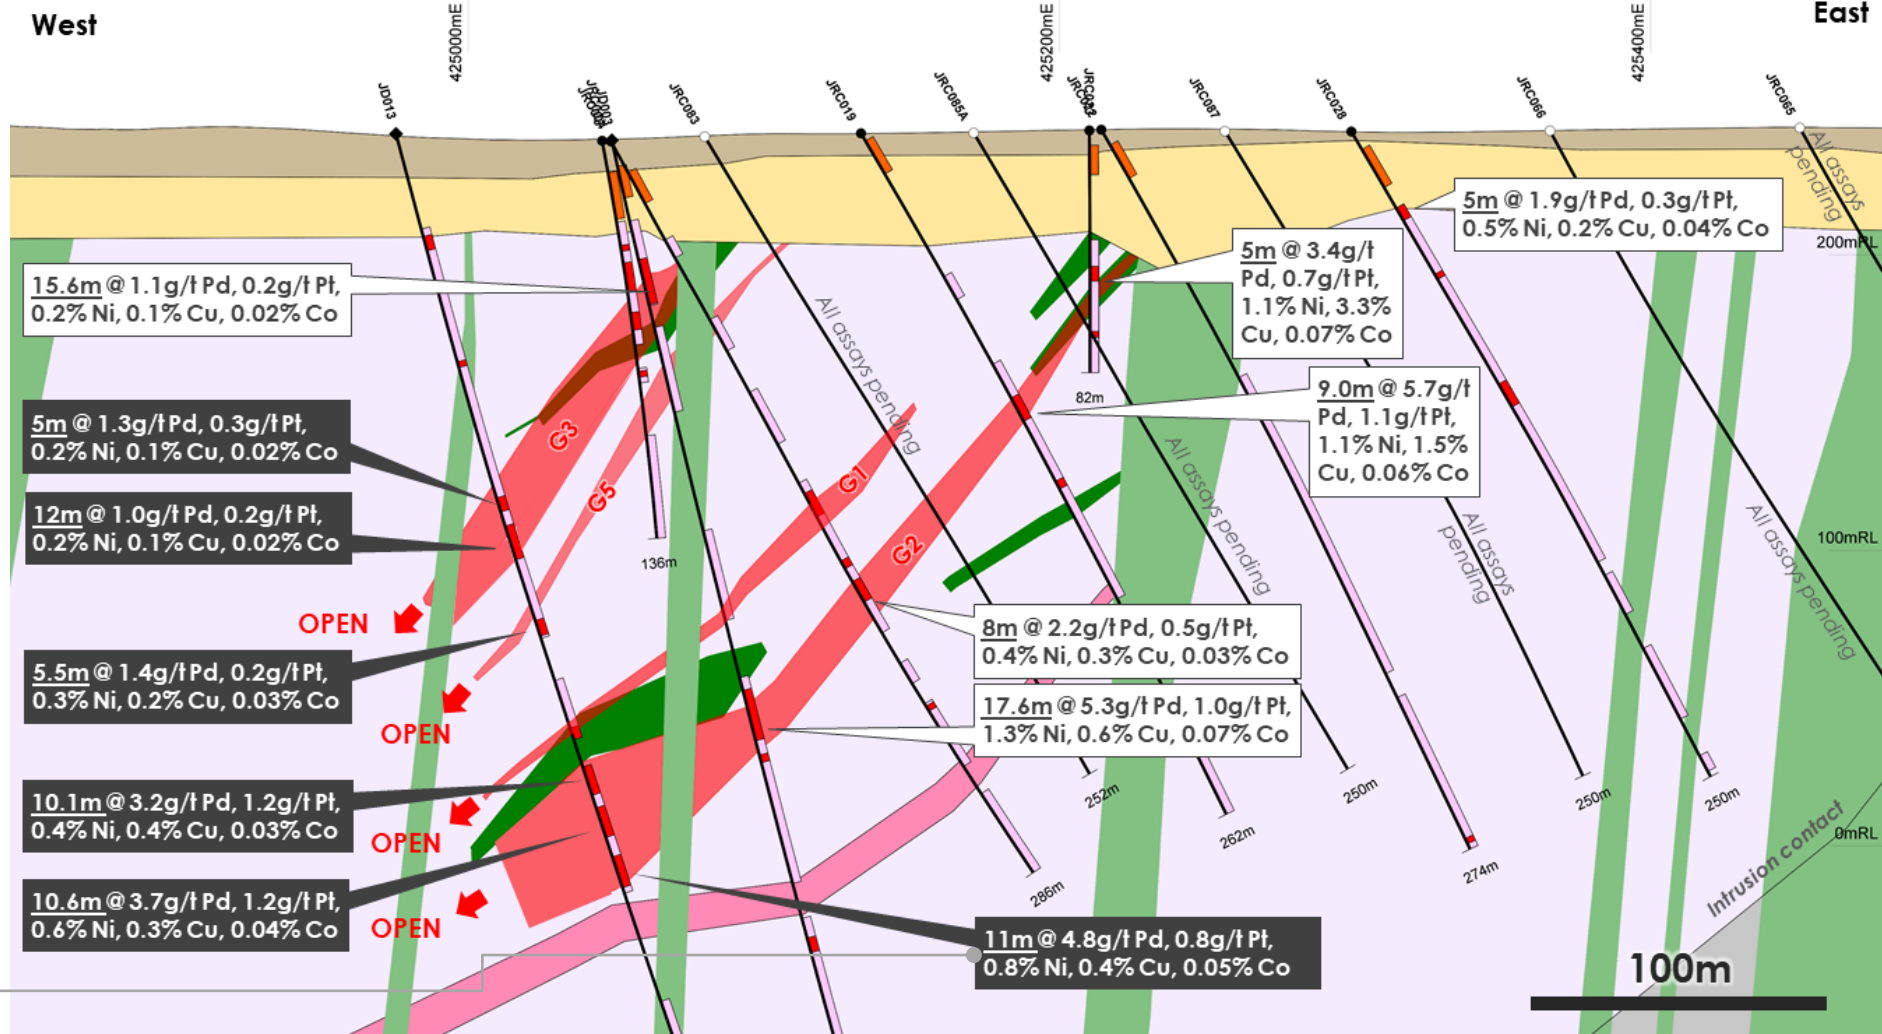 West
East
425000mE
425200mE
425400mE
JD013
JD003
JRC083
JRC019
JRC085A
JRC087
JRC028
JRC066
JRC065
All assays
pending
5m @ 1.9g/t Pd, 0.3g/t Pt,
0.5% Ni, 0.2% Cu, 0.04% Co
200mRL
5m @ 3.4g/t
Pd, 0.7g/t Pt,
1.1% Ni, 3.3%
Cu, 0.07% Co
15.6m @ 1.1g/t Pd, 0.2g/t Pt,
0.2% Ni, 0.1% Cu, 0.02% Co
All assays pending
82m
9.0m @ 5.7g/t
Pd, 1.1g/t Pt,
1.1% Ni, 1.5%
Cu, 0.06% Co
5m @ 1.3g/t Pd, 0.3g/t Pt,
0.2% Ni, 0.1% Cu, 0.02% Co
G3
G5
G1
G2
All assays pending
12m @ 1.0g/t Pd, 0.2g/t Pt,
0.2% Ni, 0.1% Cu, 0.02% Co
All assays
pending
All assays pending
100mRL
136m
OPEN
8m @ 2.2g/t Pd, 0.5g/t Pt,
0.4% Ni, 0.3% Cu, 0.03% Co
5.5m @ 1.4g/t Pd, 0.2g/t Pt,
0.3% Ni, 0.2% Cu, 0.03% Co
17.6m @ 5.3g/t Pd, 1.0g/t Pt,
1.3% Ni, 0.6% Cu, 0.07% Co
OPEN
10.1m @ 3.2g/t Pd, 1.2g/t Pt,
0.4% Ni, 0.4% Cu, 0.03% Co
252m
250m
250m
250m
OPEN
262m
0mRL
274m
286m
Intrusion contact
10.6m @ 3.7g/t Pd, 1.2g/t Pt,
0.6% Ni, 0.3% Cu, 0.04% Co
OPEN
11m @ 4.8g/t Pd, 0.8g/t Pt,
0.8% Ni, 0.4% Cu, 0.05% Co
100m